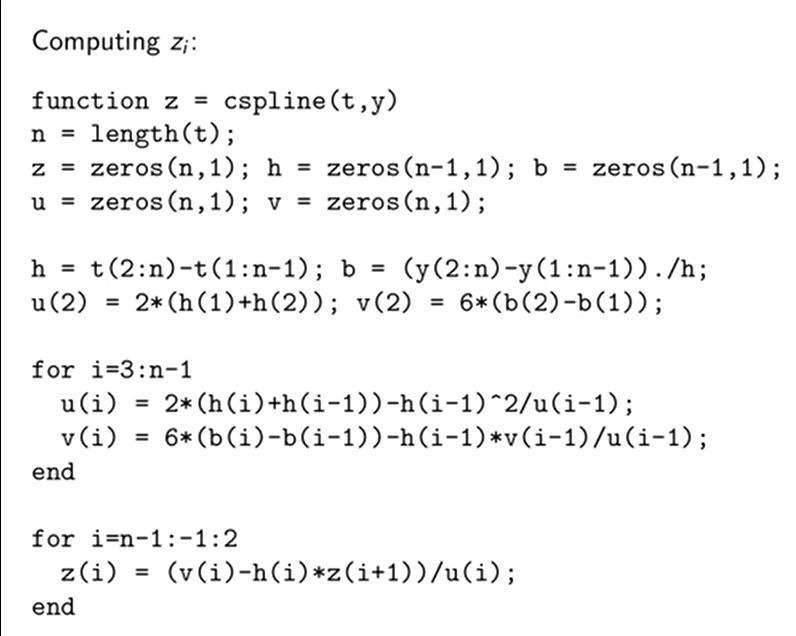 Computing zᵢ:
function z = cspline(t,y)
n = length(t);
z = zeros(n,1); h = zeros(n-1,1); b = zeros(n-1,1);
u = zeros(n,1); v = zeros(n,1);
h = t(2:n)-t(1:n-1); b = (y(2:n)-y(1:n-1))./h;
u(2) = 2*(h(1)+h(2)); v(2) = 6*(b(2)-b(1));
for i=3:n-1
u(i) = 2*(h(i)+h(i-1))-h(i-1)^2/u(i-1);
v(i) = 6*(b(i)-b(i-1))-h(i-1)*v(i-1)/u(i-1);
end
for i=n-1:-1:2
z(i) = (v(i)-h(i)*z(i+1))/u(i);
end